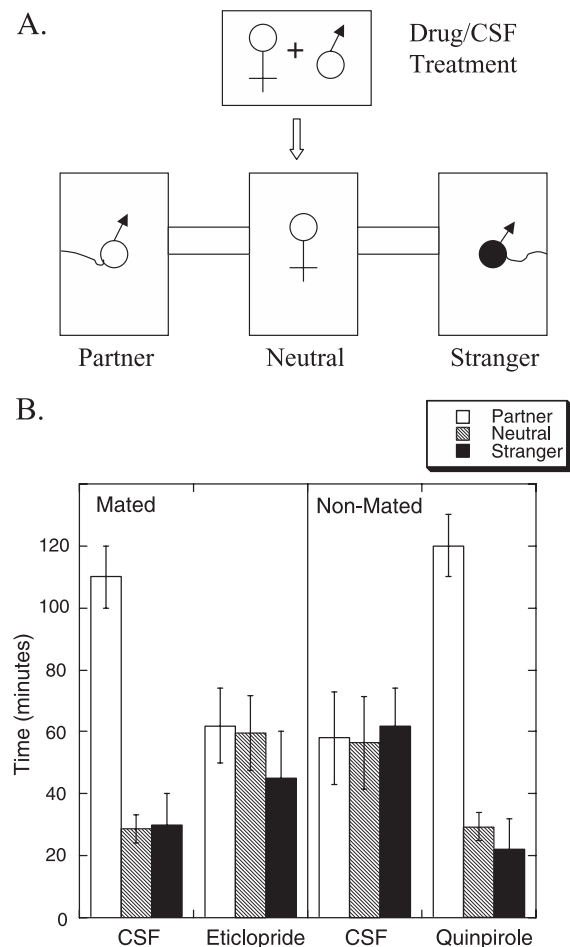 A.
Drug/CSF
Treatment
+
Partner
Neutral
Stranger
B.
Partner
Neutral
Stranger
Mated
Non-Mated
Time (minutes)
120
100
80
60
40
20
0
CSF
Eticlopride
CSF
Quinpirole